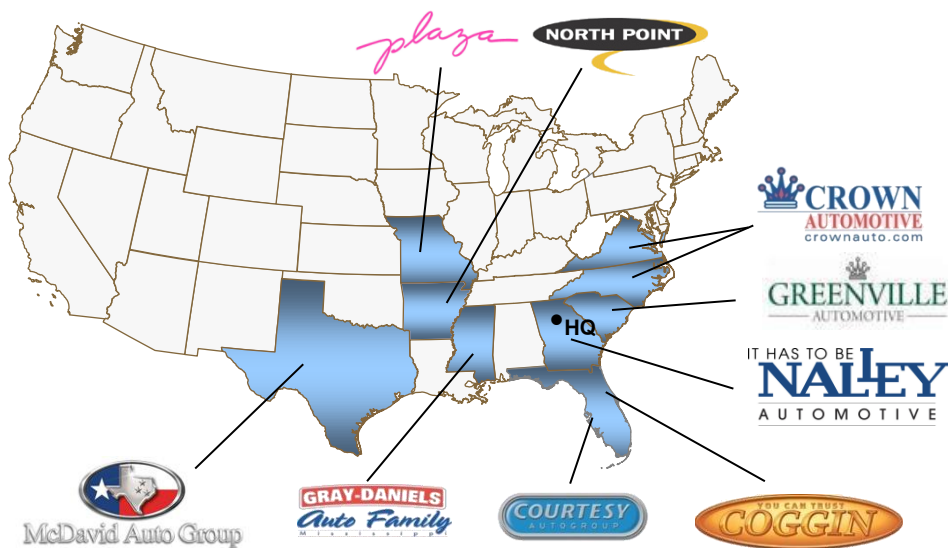 plaza
NORTH POINT
CROWN
AUTOMOTIVE
crownauto.com
GREENVILLE
AUTOMOTIVE
HQ
IT HAS TO BE
NALLEY
AUTOMOTIVE
McDavid Auto Group
GRAY-DANIELS
Auto Family
Mississippi
COURTESY
AUTOGROUP
YOU CAN TRUST
COGGIN